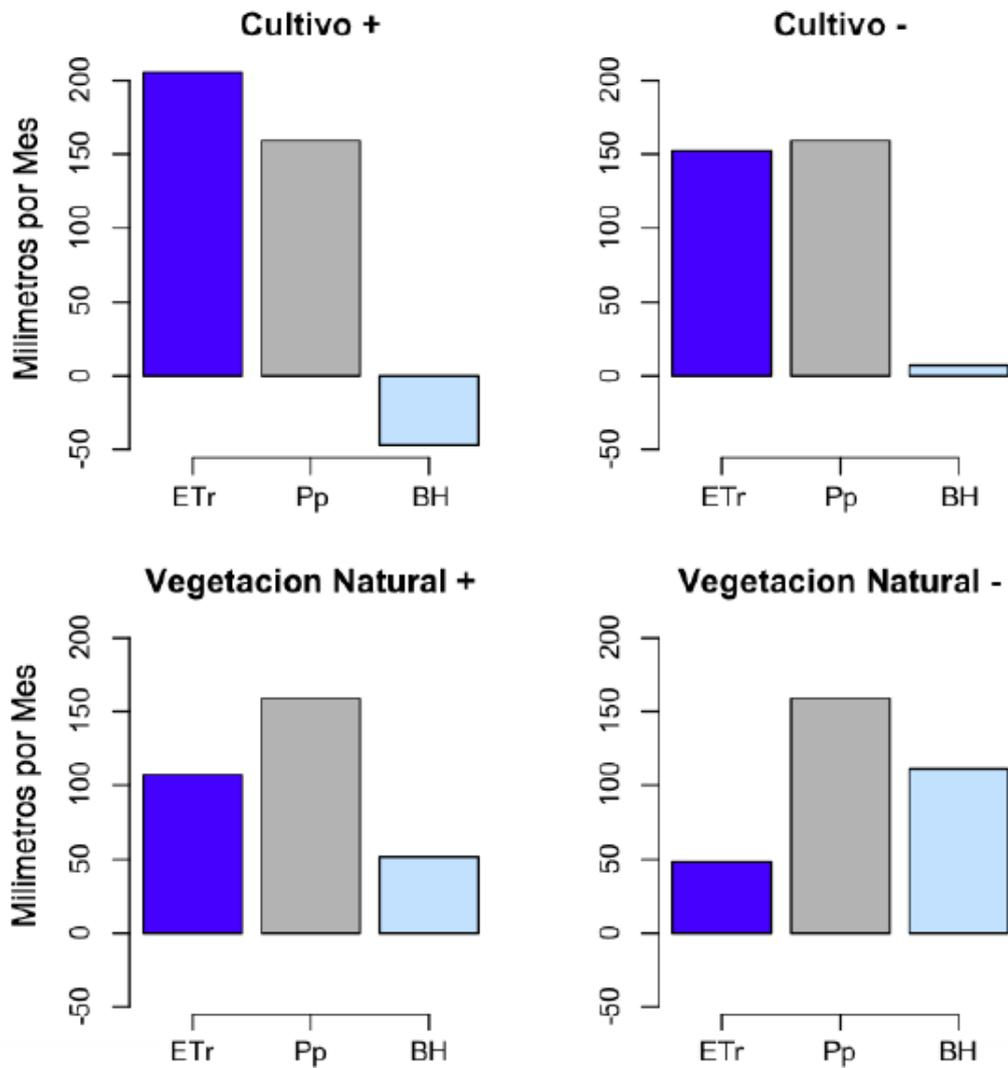 Cultivo +
Milimetros por Mes
200
150
100
50
0
-50
ETr Pp BH
Cultivo -
200
150
100
50
0
-50
ETr Pp BH
Vegetacion Natural +
Milimetros por Mes
200
150
100
50
0
-50
ETr Pp BH
Vegetacion Natural -
200
150
100
50
0
-50
ETr Pp BH